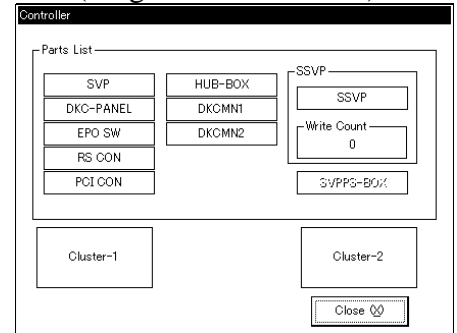 Controller
Parts List
SVP
HUB-BOX
SSVP
SSVP
DKC-PANEL
DKCMN1
EPO SW
DKCMN2
Write Count
0
RS CON
PCI CON
SVPPS-BOX
Cluster-1
Cluster-2
Close (X)